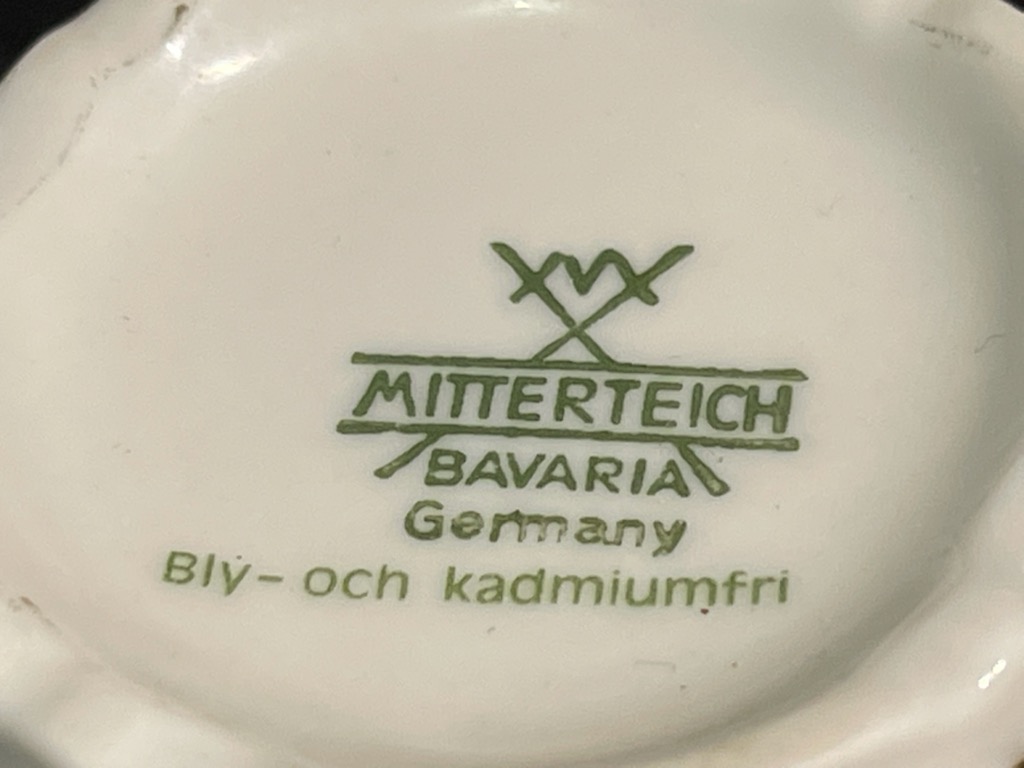 MITTERTEICH
BAVARIA
Germany
Bly- och kadmiumfri